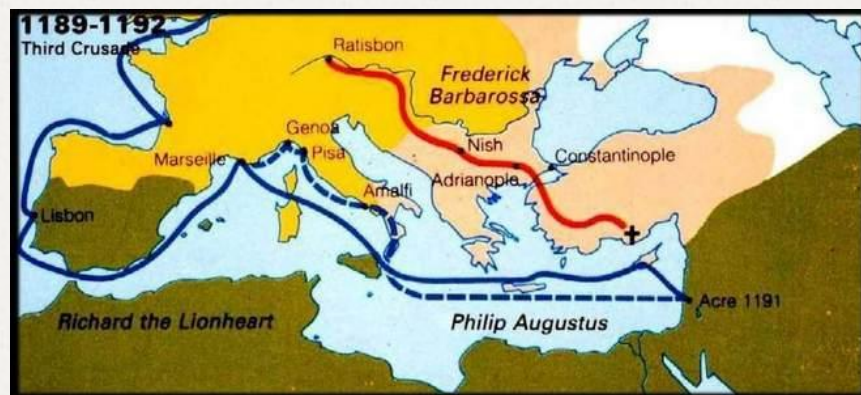 1189-1192
Third Crusade
Ratisbon
Frederick
Barbarossa
Genoa
Nish
Marseille
Pisa
Constantinople
Adrianople
Amalfi
Lisbon
Acre 1191
Richard the Lionheart
Philip Augustus